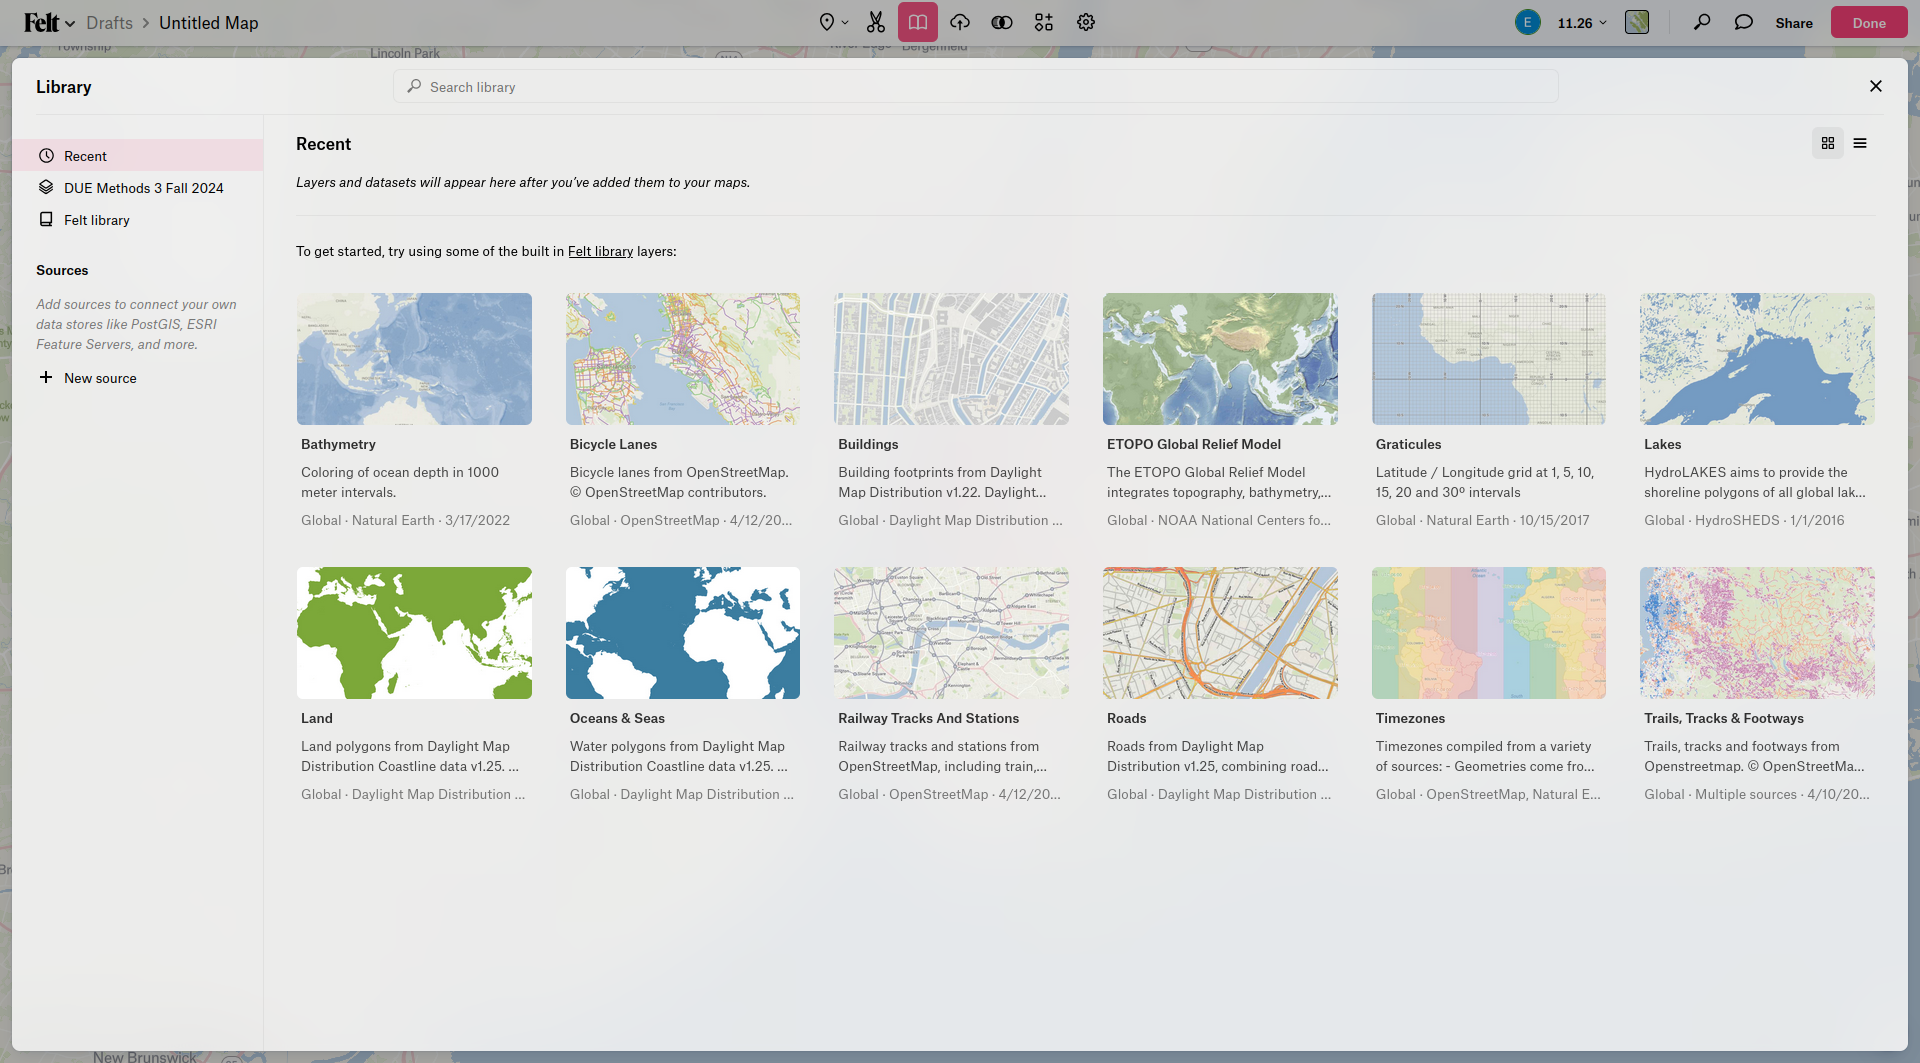 Felt
Drafts
Untitled Map
E
11.26
Share
Done
Township
Lincoln Park
Bergenfield
Library
Search library
Recent
DUE Methods 3 Fall 2024
Felt library
Sources
Add sources to connect your own
data stores like PostGIS, ESRI
Feature Servers, and more.
New source
Recent
Layers and datasets will appear here after you've added them to your maps.
To get started, try using some of the built in Felt library layers:
Bathymetry
Coloring of ocean depth in 1000
meter intervals.
Global · Natural Earth · 3/17/2022
Bicycle Lanes
Bicycle lanes from OpenStreetMap.
© OpenStreetMap contributors.
Global · OpenStreetMap · 4/12/20...
Buildings
Building footprints from Daylight
Map Distribution v1.22. Daylight...
Global · Daylight Map Distribution ...
ETOPO Global Relief Model
The ETOPO Global Relief Model
integrates topography, bathymetry,...
Global · NOAA National Centers fo...
Graticules
Latitude / Longitude grid at 1, 5, 10,
15, 20 and 30º intervals
Global · Natural Earth · 10/15/2017
Lakes
HydroLAKES aims to provide the
shoreline polygons of all global lak...
Global · HydroSHEDS · 1/1/2016
Land
Land polygons from Daylight Map
Distribution Coastline data v1.25. ...
Global · Daylight Map Distribution ...
Oceans & Seas
Water polygons from Daylight Map
Distribution Coastline data v1.25. ...
Global · Daylight Map Distribution ...
Railway Tracks And Stations
Railway tracks and stations from
OpenStreetMap, including train,...
Global · OpenStreetMap · 4/12/20...
Roads
Roads from Daylight Map
Distribution v1.25, combining road...
Global · Daylight Map Distribution ...
Timezones
Timezones compiled from a variety
of sources: - Geometries come fro...
Global · OpenStreetMap, Natural E...
Trails, Tracks & Footways
Trails, tracks and footways from
Openstreetmap. © OpenStreetMa...
Global · Multiple sources · 4/10/20...
New Brunswick